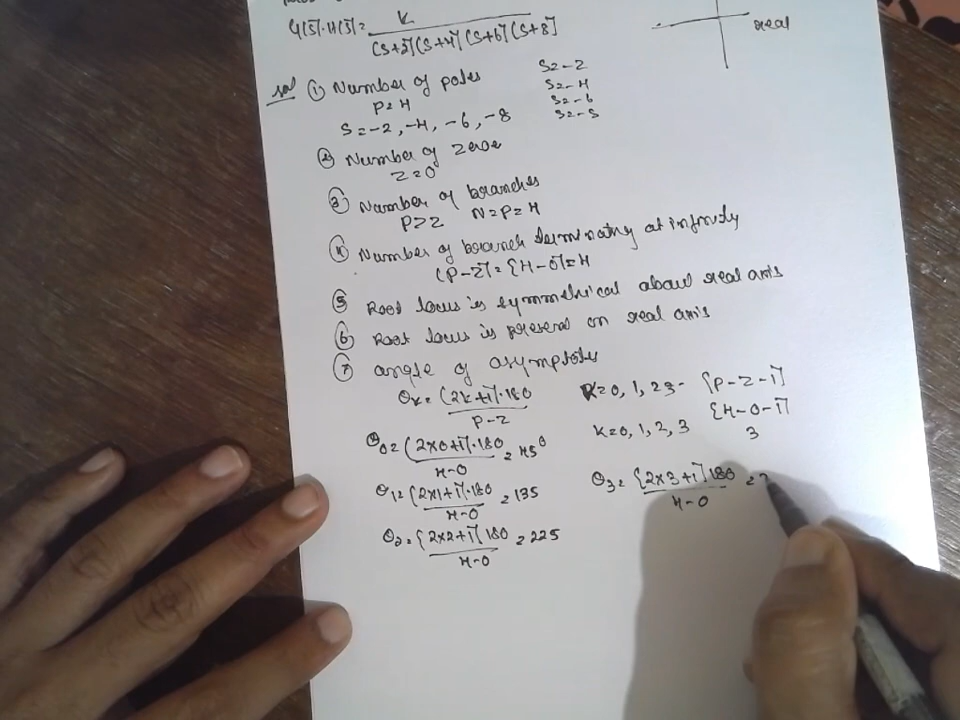 G(S)·H(S) = K / (S+2)(S+4)(S+6)(S+8)
real
sol ① Number of poles
P=4
S=-2, -4, -6, -8
S=-2
S=-4
S=-6
S=-8
② Number of zeroe
Z=0
③ Number of branches
P>Z N=P=4
④ Number of branch terminating at infinity
(P-Z) = (4-0) = 4
⑤ Root locus is symmetrical about real axis
⑥ Root locus is present on real axis
⑦ angle of asymptote
θk = (2k+1)·180 / P-Z
K=0, 1, 2 3- (P-Z-1)
(4-0-1)
K=0, 1, 2, 3 3
θ0 = (2×0+1)·180 / 4-0 = 45°
θ1 = (2×1+1)·180 / 4-0 = 135
θ2 = (2×2+1) 180 / 4-0 = 225
θ3 = (2×3+1) 180 / 4-0 =